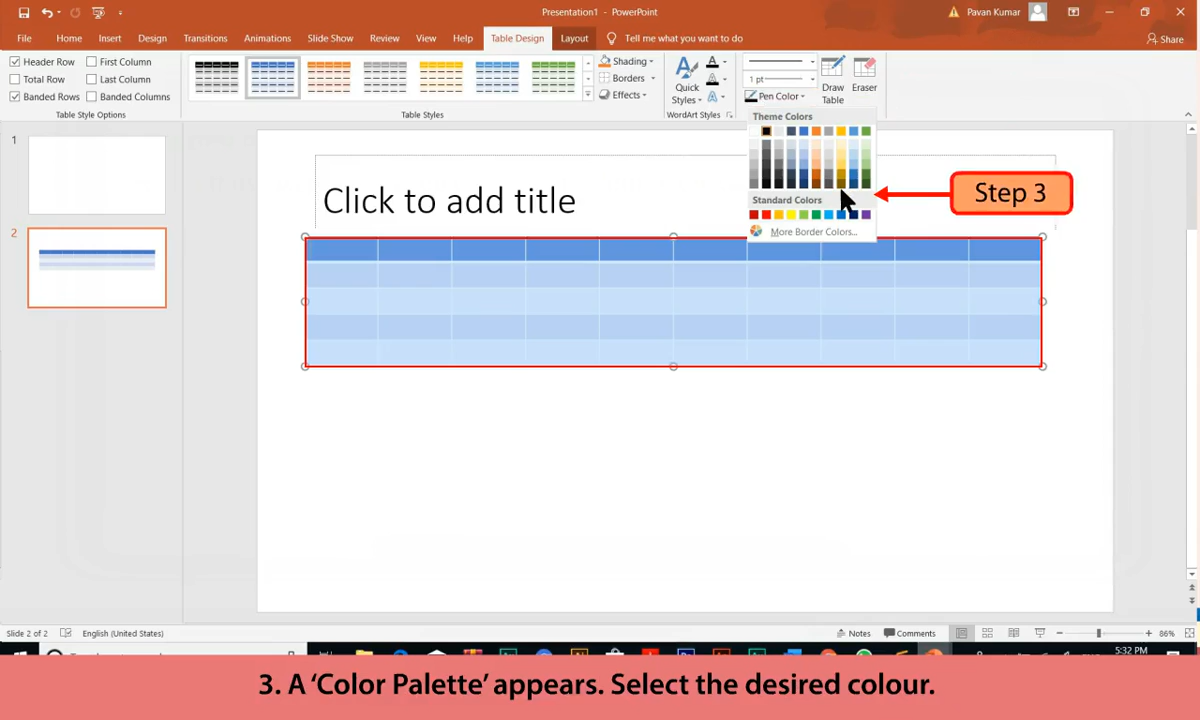 Presentation1 - PowerPoint
Pavan Kumar
File Home Insert Design Transitions Animations Slide Show Review View Help Table Design Layout Tell me what you want to do Share
Header Row First Column
Total Row Last Column
Banded Rows Banded Columns
Table Style Options
Table Styles
Shading
Borders
Effects
Quick
Styles
A
A
A
A
WordArt Styles
1 pt
Pen Color
Draw
Table
Eraser
Theme Colors
Standard Colors
More Border Colors...
Step 3
1
2
Click to add title
Slide 2 of 2 English (United States) Notes Comments 86%
5:32 PM
3. A ‘Color Palette’ appears. Select the desired colour.